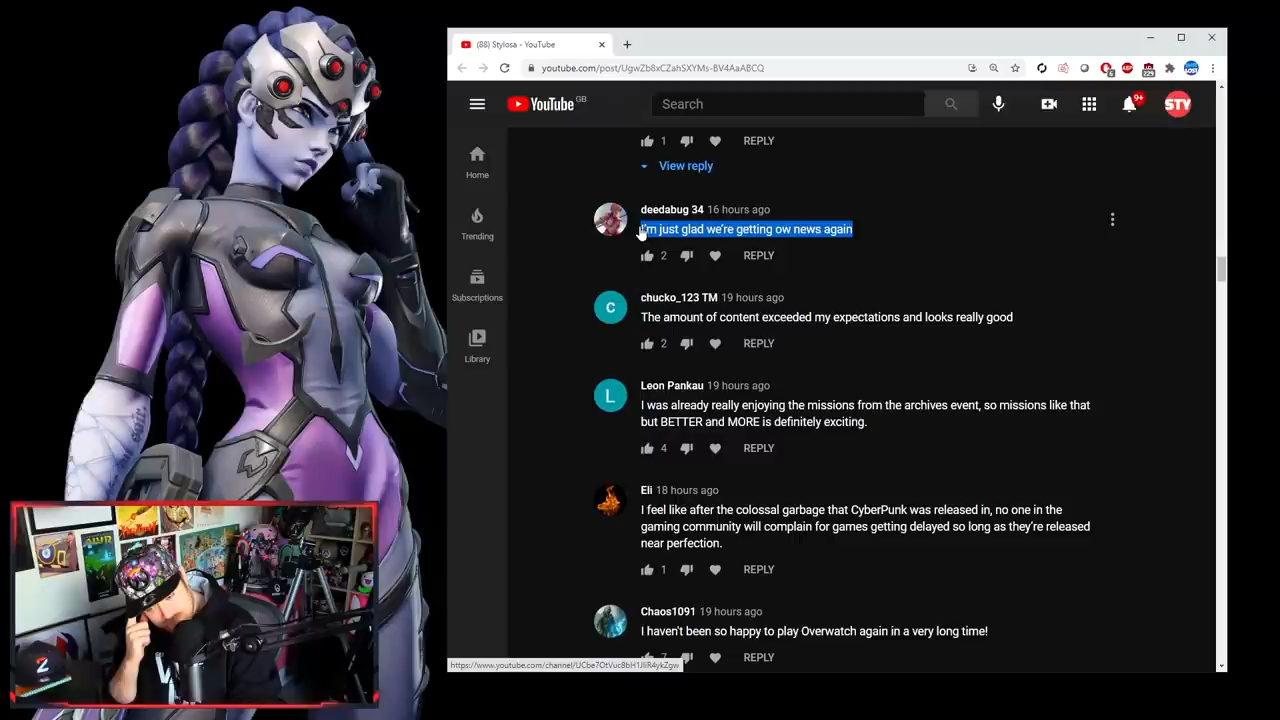 (88) Stylosa - YouTube
youtube.com/post/UgwZb8xCZahSXYMs-BV4AaABCQ
6
225
YouTube GB
Search
9+
STY
Home
Trending
Subscriptions
Library
1 REPLY
View reply
deedabug 34 16 hours ago
I'm just glad we're getting ow news again
2 REPLY
C
chucko_123 TM 19 hours ago
The amount of content exceeded my expectations and looks really good
2 REPLY
L
Leon Pankau 19 hours ago
I was already really enjoying the missions from the archives event, so missions like that
but BETTER and MORE is definitely exciting.
4 REPLY
Eli 18 hours ago
I feel like after the colossal garbage that CyberPunk was released in, no one in the
gaming community will complain for games getting delayed so long as they're released
near perfection.
1 REPLY
Chaos1091 19 hours ago
I haven't been so happy to play Overwatch again in a very long time!
7 REPLY
2